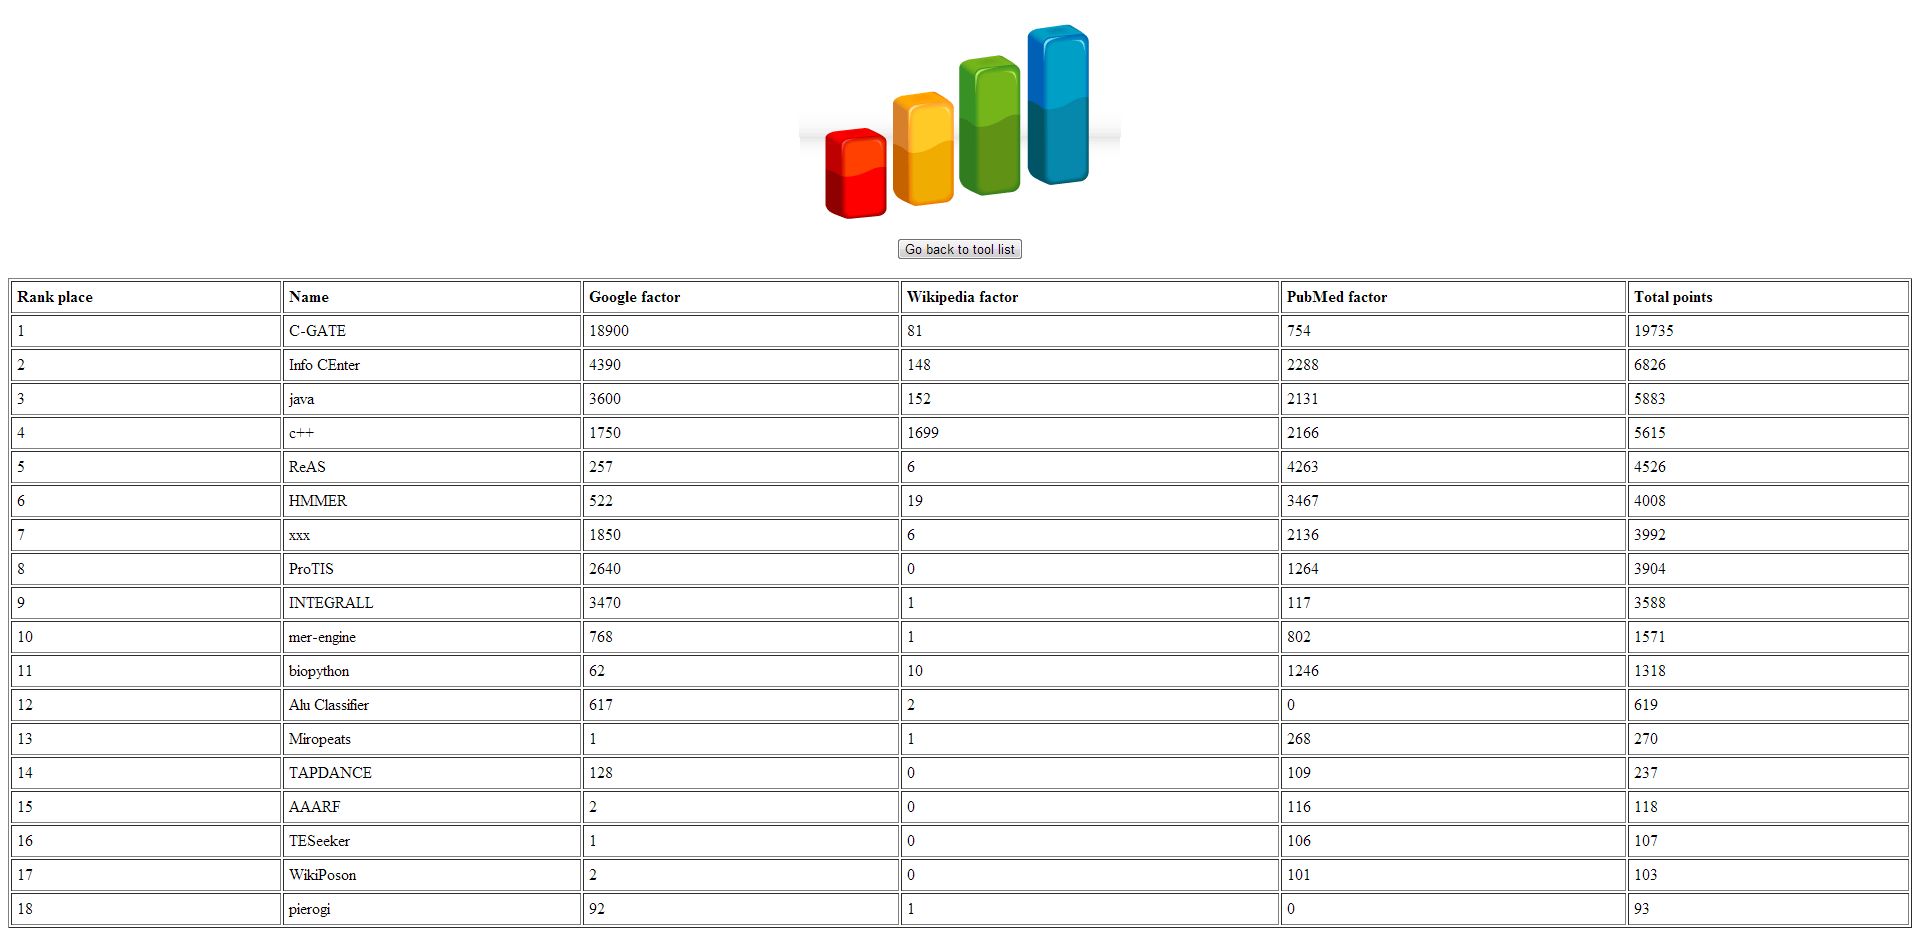 Go back to tool list
Rank place Name Google factor Wikipedia factor PubMed factor Total points
1 C-GATE 18900 81 754 19735
2 Info CEnter 4390 148 2288 6826
3 java 3600 152 2131 5883
4 c++ 1750 1699 2166 5615
5 ReAS 257 6 4263 4526
6 HMMER 522 19 3467 4008
7 xxx 1850 6 2136 3992
8 ProTIS 2640 0 1264 3904
9 INTEGRALL 3470 1 117 3588
10 mer-engine 768 1 802 1571
11 biopython 62 10 1246 1318
12 Alu Classifier 617 2 0 619
13 Miropeats 1 1 268 270
14 TAPDANCE 128 0 109 237
15 AAARF 2 0 116 118
16 TESeeker 1 0 106 107
17 WikiPoson 2 0 101 103
18 pierogi 92 1 0 93